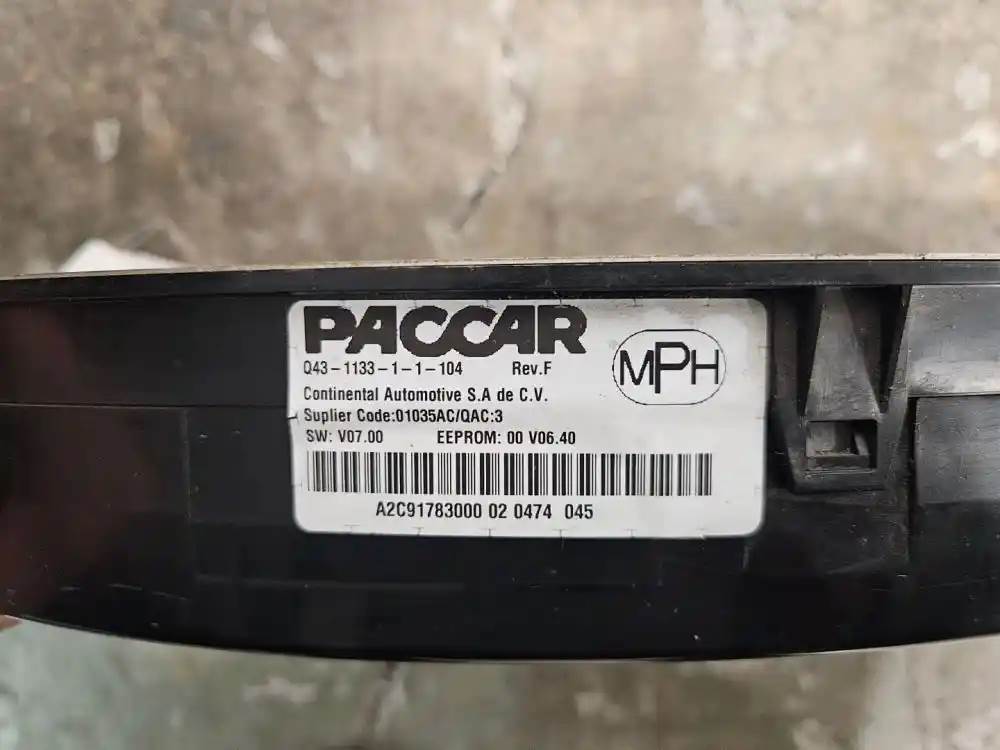 PACCAR
Q43-1133-1-1-104 Rev.F
MPH
Continental Automotive S.A de C.V.
Suplier Code:01035AC/QAC:3
SW: V07.00 EEPROM: 00 V06.40
A2C91783000 02 0474 045